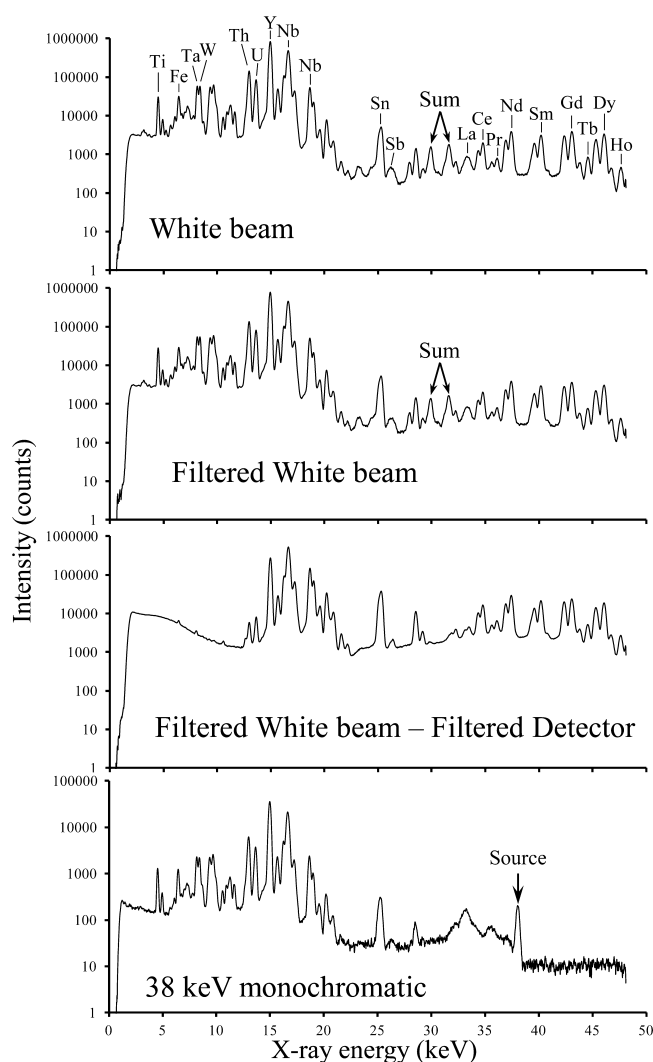 Intensity (counts)
1000000
100000
10000
1000
100
10
1
Ti
Fe
Ta
W
Th
U
Y
Nb
Nb
Sn
Sb
Sum
La
Ce
Pr
Nd
Sm
Gd
Tb
Dy
Ho
White beam
1000000
100000
10000
1000
100
10
1
Sum
Filtered White beam
1000000
100000
10000
1000
100
10
1
Filtered White beam – Filtered Detector
100000
10000
1000
100
10
1
Source
38 keV monochromatic
0 5 10 15 20 25 30 35 40 45 50
X-ray energy (keV)